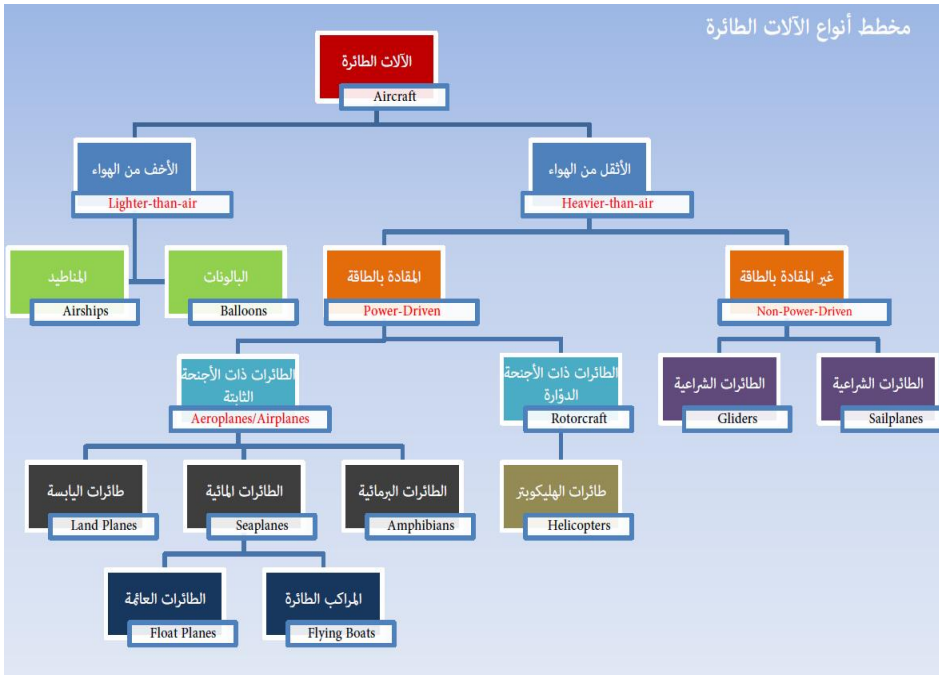 مخطط أنواع الآلات الطائرة
الآلات الطائرة
Aircraft
الأخف من الهواء
Lighter-than-air
الأثقل من الهواء
Heavier-than-air
المناطيد
Airships
البالونات
Balloons
المقادة بالطاقة
Power-Driven
غير المقادة بالطاقة
Non-Power-Driven
الطائرات ذات الأجنحة
الثابتة
Aeroplanes/Airplanes
الطائرات ذات الأجنحة
الدوّارة
Rotorcraft
الطائرات الشراعية
Gliders
الطائرات الشراعية
Sailplanes
طائرات اليابسة
Land Planes
الطائرات المائية
Seaplanes
الطائرات البرمائية
Amphibians
طائرات الهليكوبتر
Helicopters
الطائرات العائمة
Float Planes
المراكب الطائرة
Flying Boats